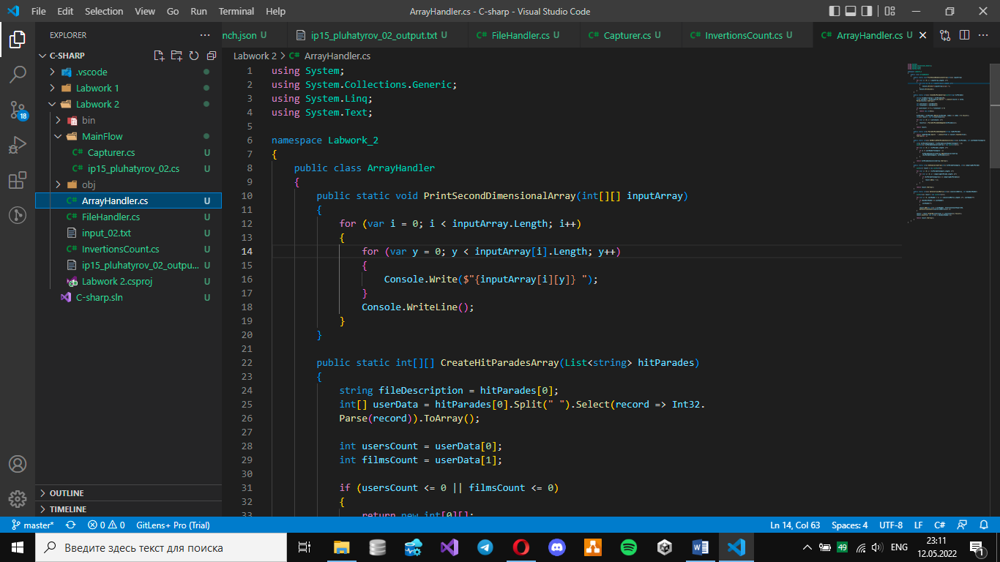 File Edit Selection View Go Run Terminal Help
ArrayHandler.cs - C-sharp - Visual Studio Code
EXPLORER
C-SHARP
.vscode
Labwork 1
Labwork 2
bin
MainFlow
Capturer.cs U
ip15_pluhatyrov_02.cs U
obj
ArrayHandler.cs U
FileHandler.cs U
input_02.txt U
InvertionsCount.cs U
ip15_pluhatyrov_02_outpu... U
Labwork 2.csproj U
C-sharp.sln U
OUTLINE
TIMELINE
18
nch.json U ip15_pluhatyrov_02_output.txt U C# FileHandler.cs U C# Capturer.cs U C# InvertionsCount.cs U C# ArrayHandler.cs U
Labwork 2 > C# ArrayHandler.cs
1 using System;
2 using System.Collections.Generic;
3 using System.Linq;
4 using System.Text;
5
6 namespace Labwork_2
7 {
8 public class ArrayHandler
9 {
10 public static void PrintSecondDimensionalArray(int[][] inputArray)
11 {
12 for (var i = 0; i < inputArray.Length; i++)
13 {
14 for (var y = 0; y < inputArray[i].Length; y++)
15 {
16 Console.Write($"{inputArray[i][y]} ");
17 }
18 Console.WriteLine();
19 }
20 }
21
22 public static int[][] CreateHitParadesArray(List<string> hitParades)
23 {
24 string fileDescription = hitParades[0];
25 int[] userData = hitParades[0].Split(" ").Select(record => Int32.
26 Parse(record)).ToArray();
27
28 int usersCount = userData[0];
29 int filmsCount = userData[1];
30
31 if (usersCount <= 0 || filmsCount <= 0)
32 {
33 return new int[0][];
master* 0 0 GitLens+ Pro (Trial) Ln 14, Col 63 Spaces: 4 UTF-8 LF C#
Введите здесь текст для поиска
49 ENG 23:11
12.05.2022
1